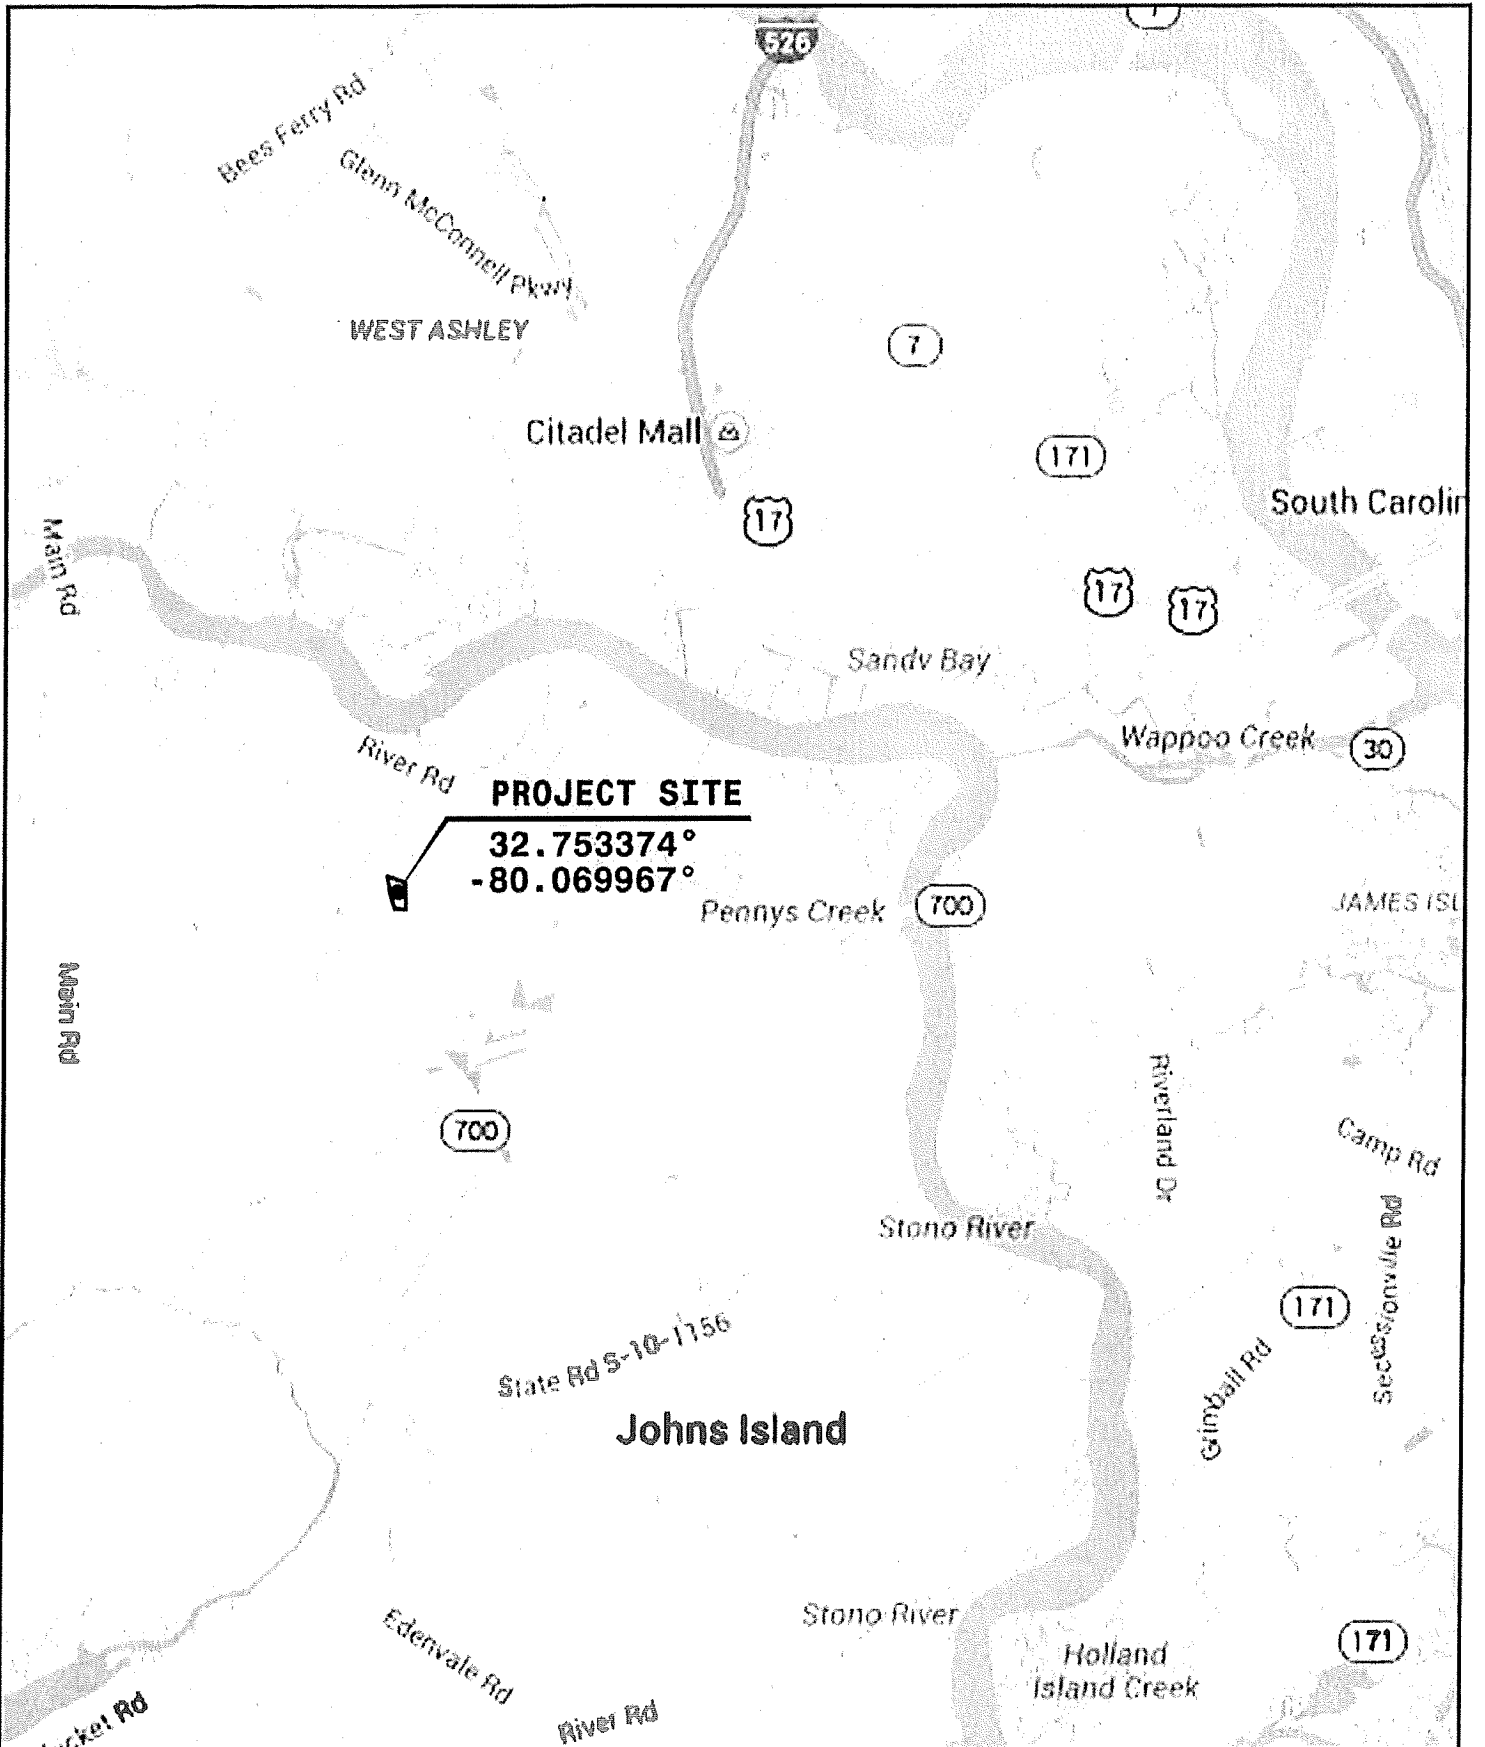 526
Bees Ferry Rd
Glenn McConnell Pkwy
WEST ASHLEY
7
Citadel Mall
171
South Carolin
17
Main Rd
17
17
Sandy Bay
Wappoo Creek
30
River Rd
PROJECT SITE
32.753374°
-80.069967°
Pennys Creek
700
JAMES ISL
Main Rd
Riverland Dr
700
Camp Rd
Stono River
Secessionville Rd
171
State Rd S-10-1156
Grimball Rd
Johns Island
Stono River
Edenvale Rd
Holland
Island Creek
171
River Rd
cket Rd